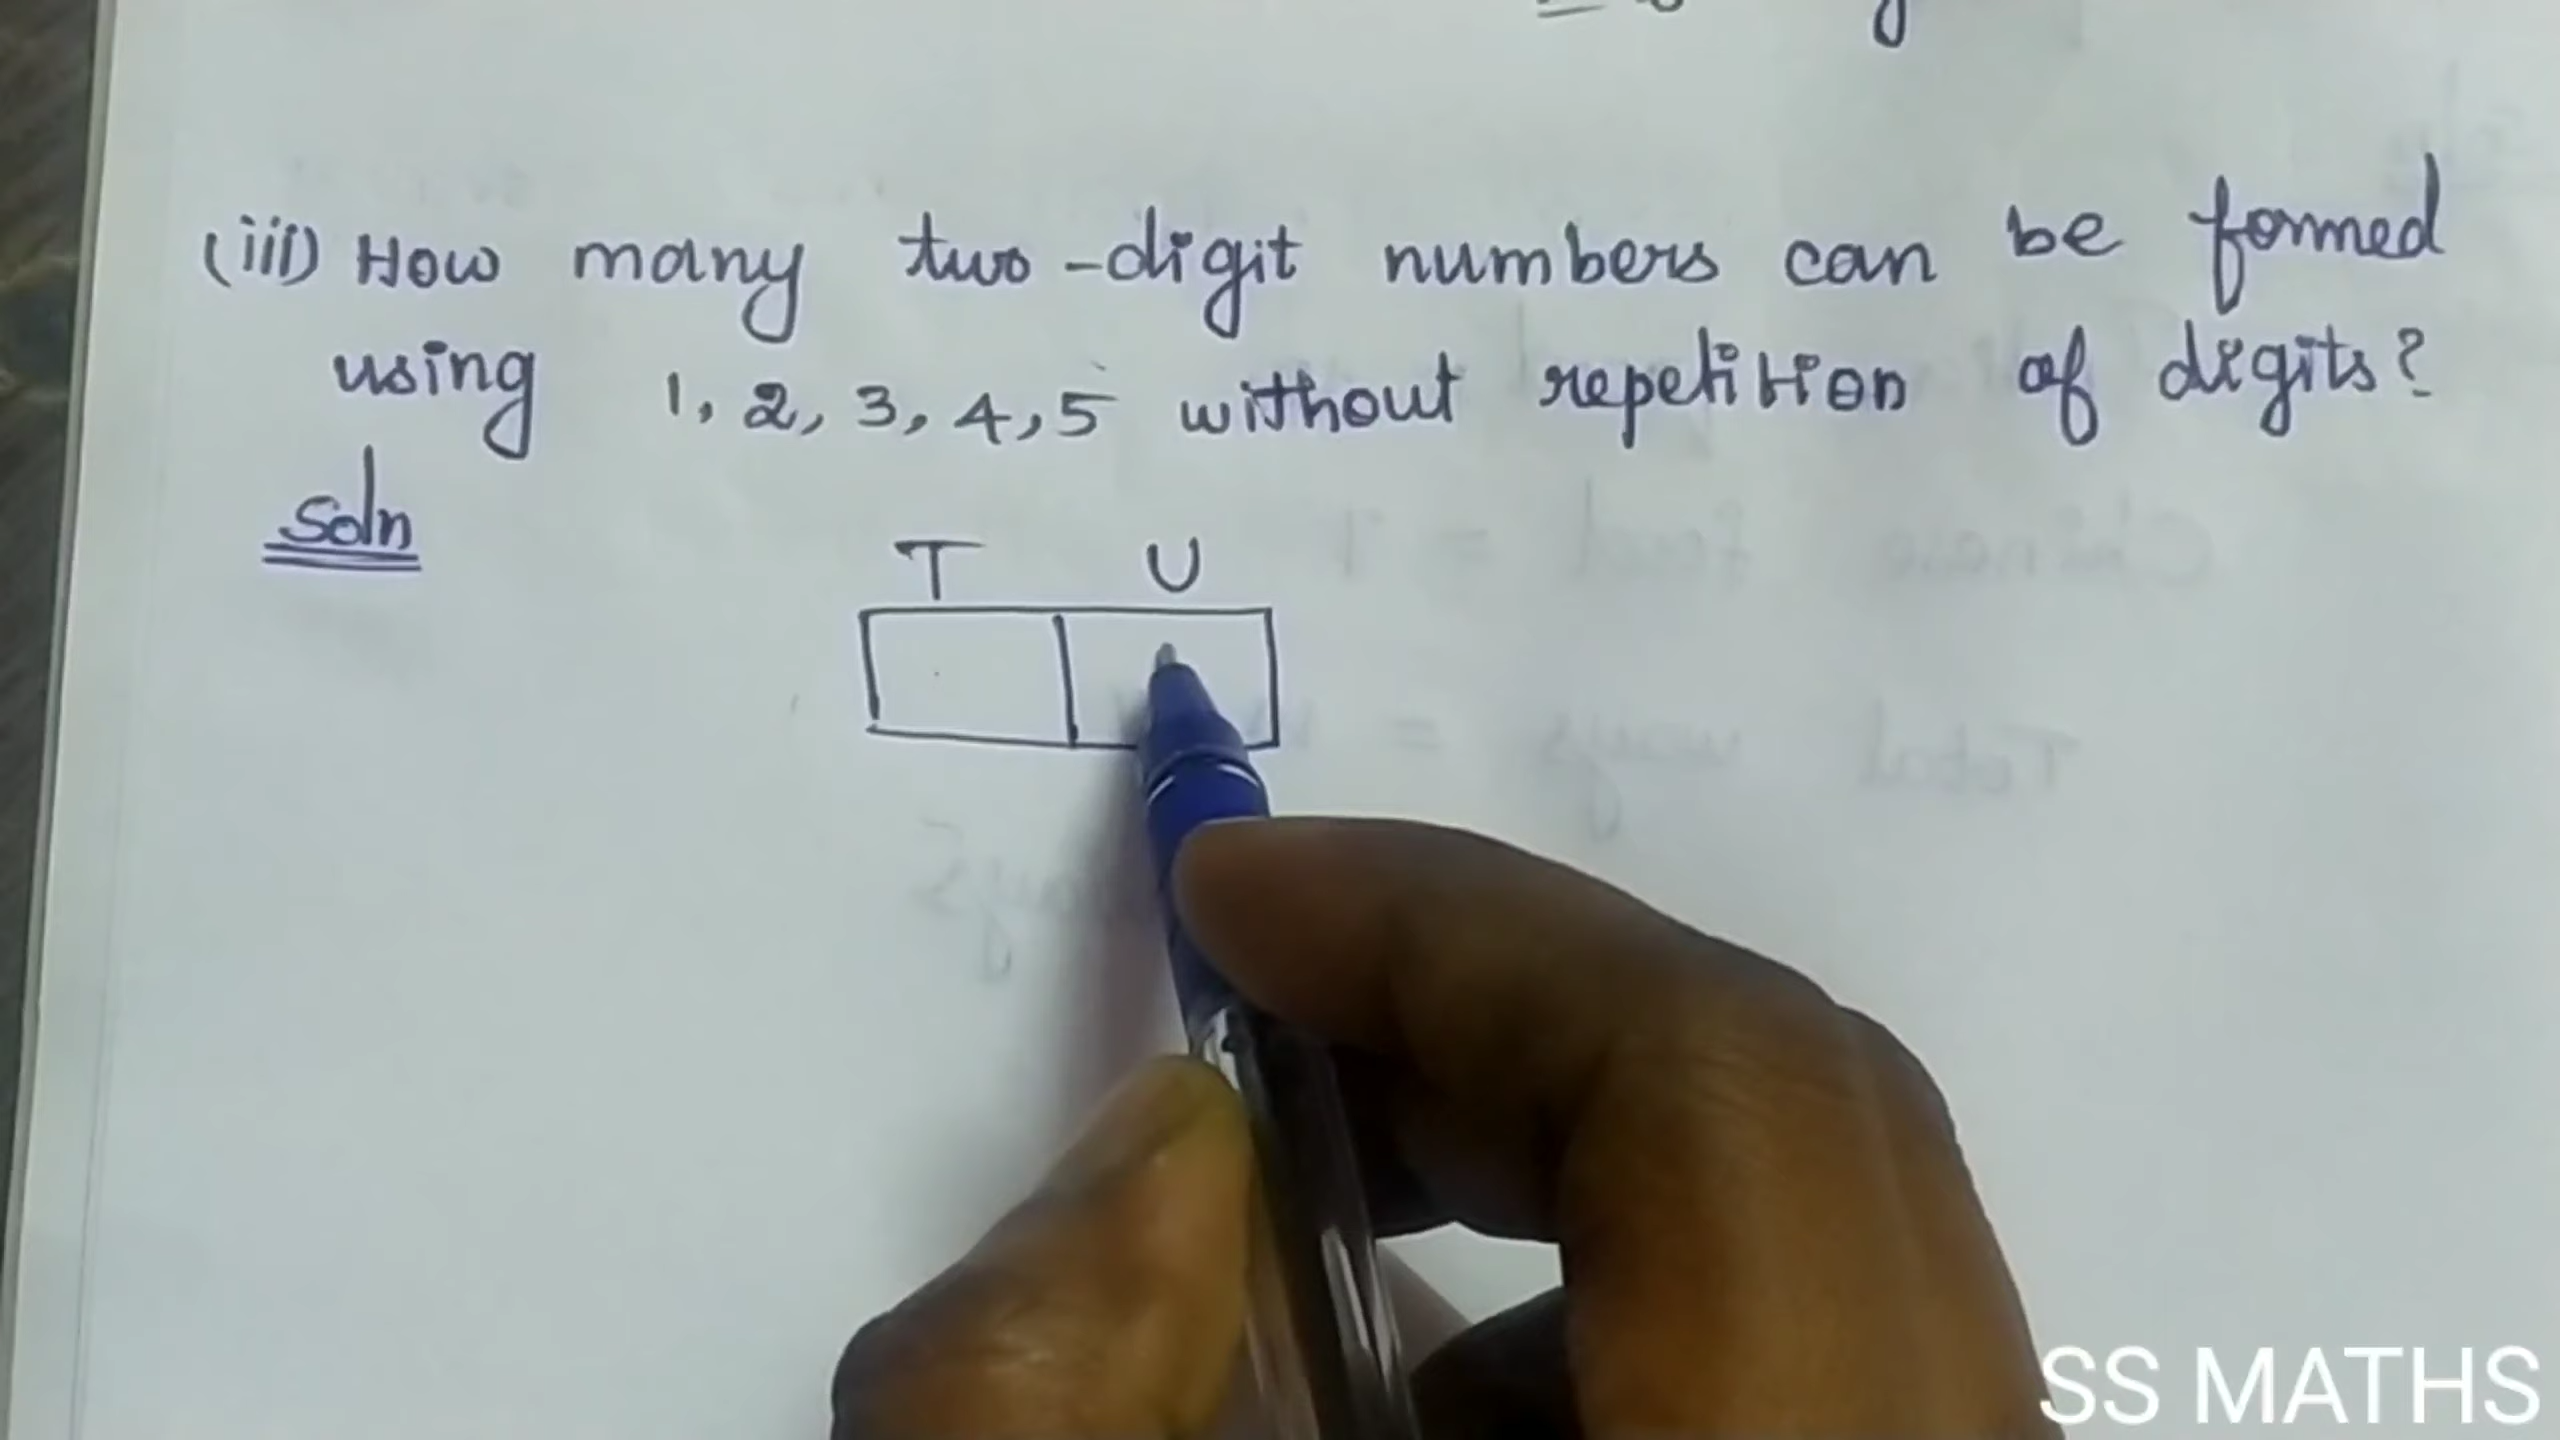 (iii) How many two-digit numbers can be formed
using 1, 2, 3, 4, 5 without repetition of digits?
Soln
T U
SS MATHS